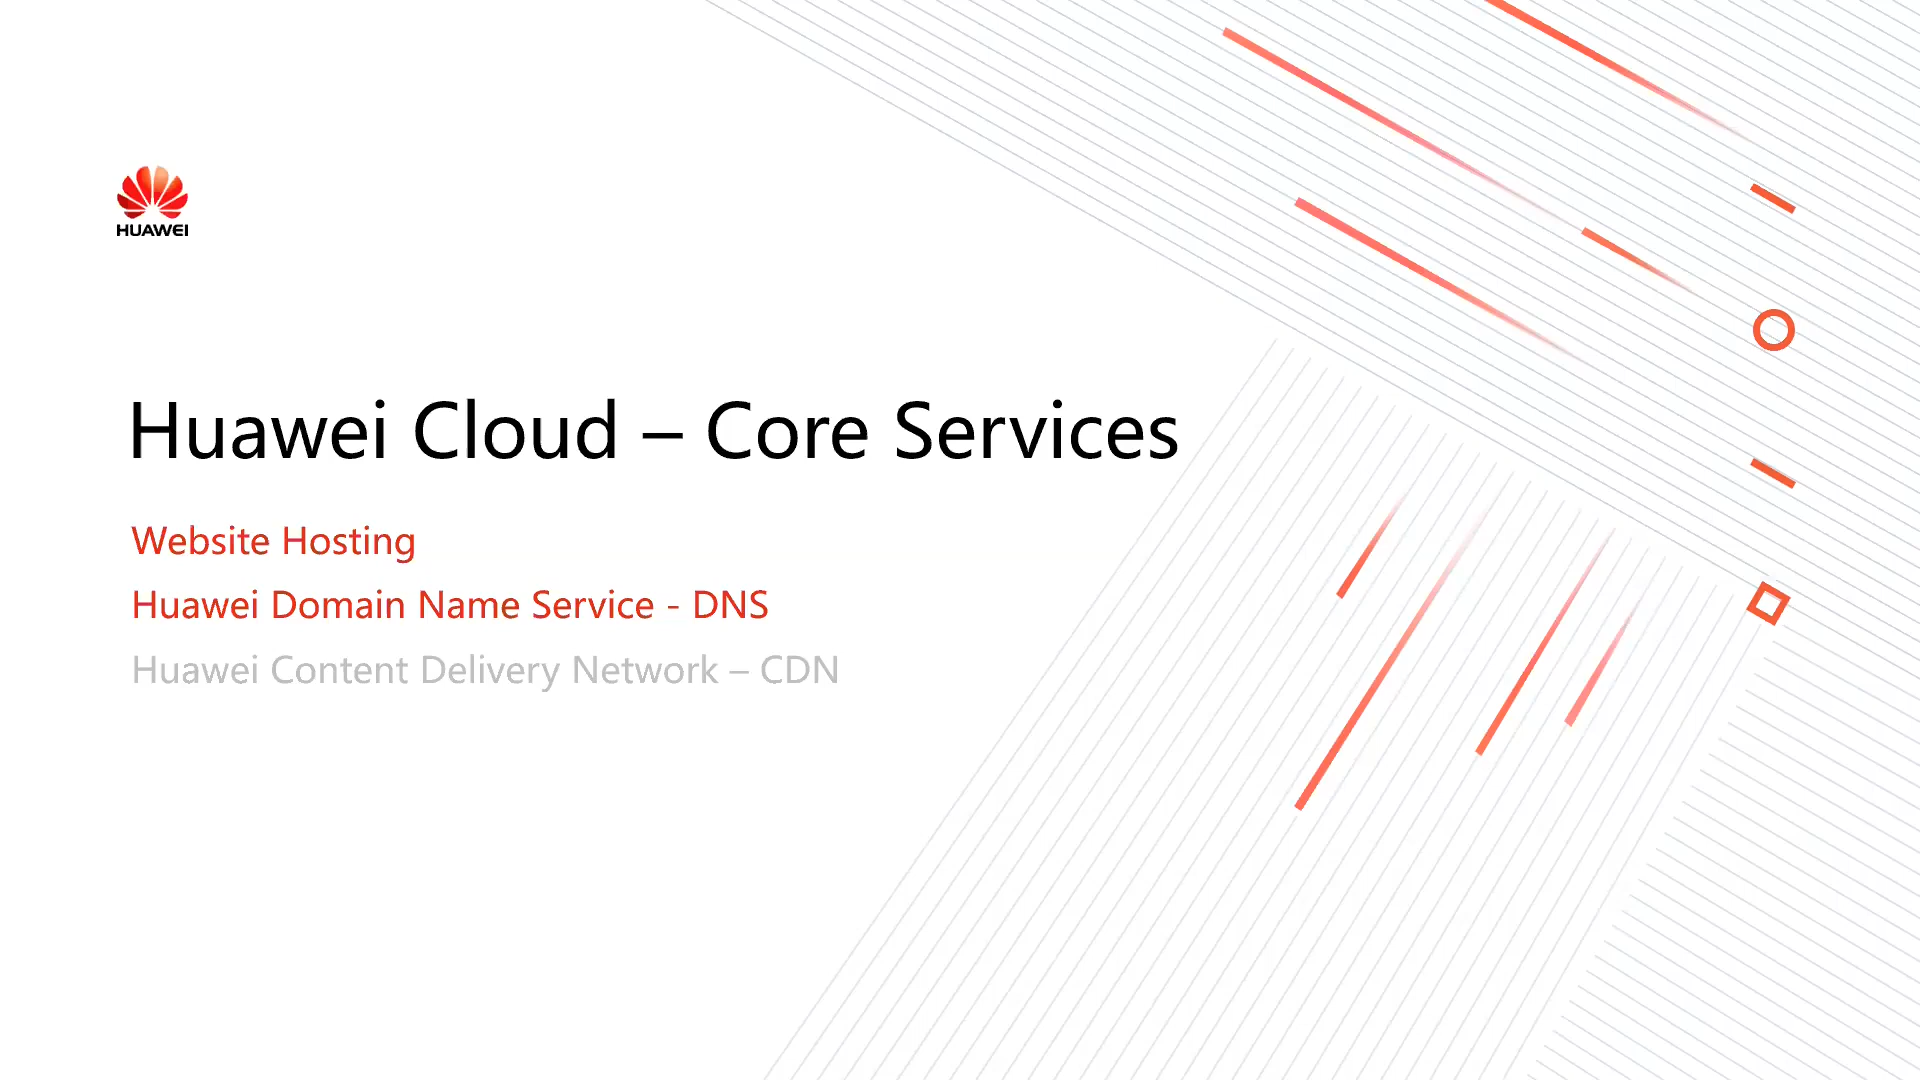 HUAWEI
Huawei Cloud – Core Services
Website Hosting
Huawei Domain Name Service - DNS
Huawei Content Delivery Network – CDN